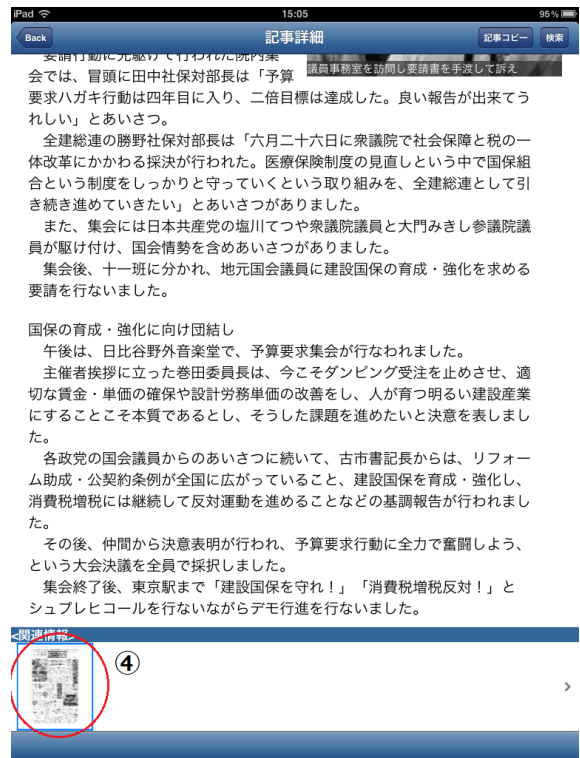 iPad
15:05
95%
Back
記事詳細
記事コピー
検索
要請行動に先駆けて行われた院内集
会では、冒頭に田中社保対部長は「予算
議員事務室を訪問し要請書を手渡して訴え
要求ハガキ行動は四年目に入り、二倍目標は達成した。良い報告が出来てう
れしい」とあいさつ。
全建総連の勝野社保対部長は「六月二十六日に衆議院で社会保障と税の一
体改革にかかわる採決が行われた。医療保険制度の見直しという中で国保組
合という制度をしっかりと守っていくという取り組みを、全建総連として引
き続き進めていきたい」とあいさつがありました。
また、集会には日本共産党の塩川てつや衆議院議員と大門みきし参議院議
員が駆け付け、国会情勢を含めあいさつがありました。
集会後、十一班に分かれ、地元国会議員に建設国保の育成・強化を求める
要請を行ないました。
国保の育成・強化に向け団結し
午後は、日比谷野外音楽堂で、予算要求集会が行なわれました。
主催者挨拶に立った巻田委員長は、今こそダンピング受注を止めさせ、適
切な賃金・単価の確保や設計労務単価の改善をし、人が育つ明るい建設産業
にすることこそ本質であるとし、そうした課題を進めたいと決意を表しまし
た。
各政党の国会議員からのあいさつに続いて、古市書記長からは、リフォー
ム助成・公契約条例が全国に広がっていること、建設国保を育成・強化し、
消費税増税には継続して反対運動を進めることなどの基調報告が行われまし
た。
その後、仲間から決意表明が行われ、予算要求行動に全力で奮闘しよう、
という大会決議を全員で採択しました。
集会終了後、東京駅まで「建設国保を守れ！」「消費税増税反対！」と
シュプレヒコールを行ないながらデモ行進を行ないました。
<関連情報>
④